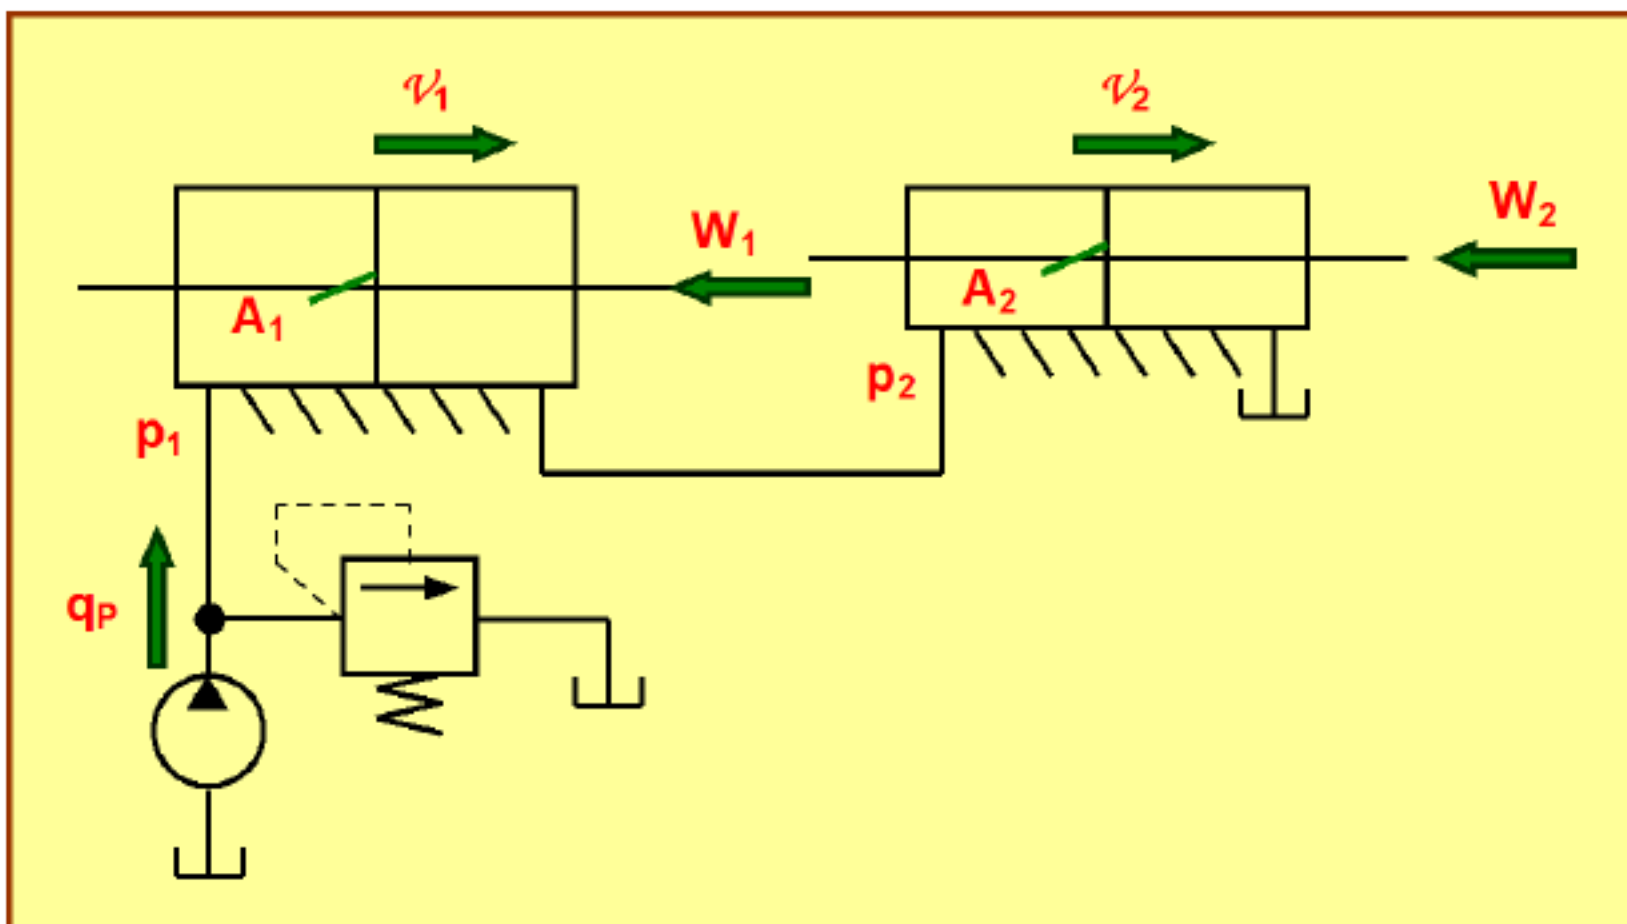 𝒱₁
𝒱₂
W₁
W₂
A₁
A₂
p₂
p₁
qₚ